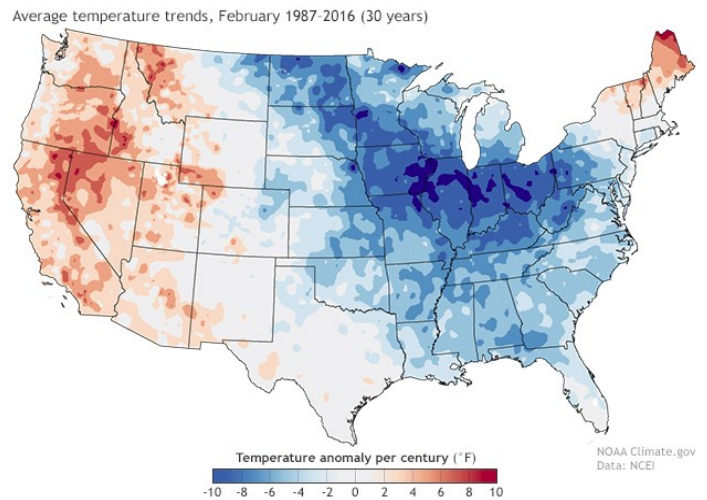 Average temperature trends, February 1987-2016 (30 years)
Temperature anomaly per century (°F)
-10 -8 -6 -4 -2 0 2 4 6 8 10
NOAA Climate.gov
Data: NCEI